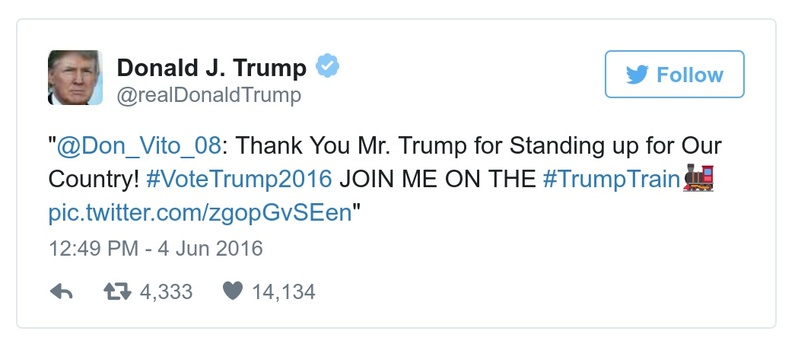 Donald J. Trump
@realDonaldTrump
Follow
"@Don_Vito_08: Thank You Mr. Trump for Standing up for Our
Country! #VoteTrump2016 JOIN ME ON THE #TrumpTrain🚂
pic.twitter.com/zgopGvSEen"
12:49 PM - 4 Jun 2016
4,333 14,134